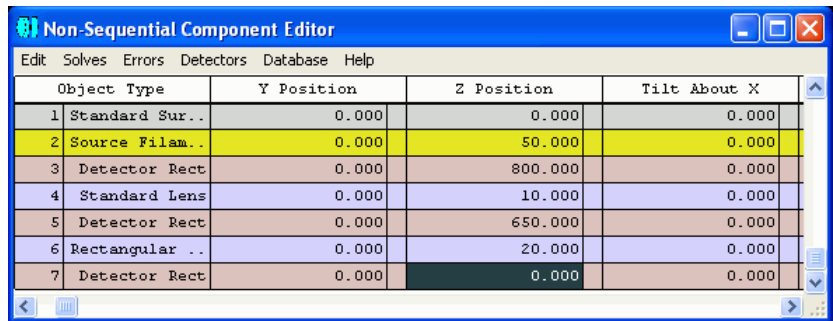 Non-Sequential Component Editor
Edit Solves Errors Detectors Database Help
Object Type Y Position Z Position Tilt About X
1 Standard Sur.. 0.000 0.000 0.000
2 Source Filam.. 0.000 50.000 0.000
3 Detector Rect 0.000 800.000 0.000
4 Standard Lens 0.000 10.000 0.000
5 Detector Rect 0.000 650.000 0.000
6 Rectangular .. 0.000 20.000 0.000
7 Detector Rect 0.000 0.000 0.000